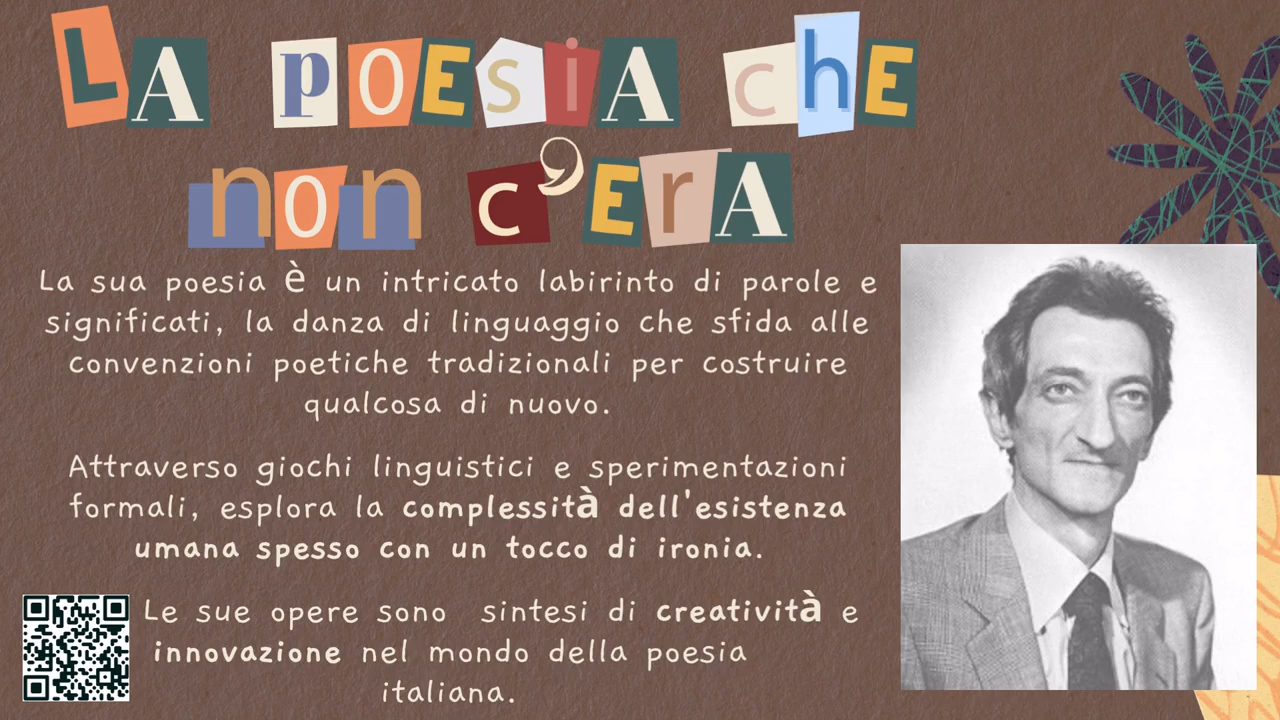 LA poEsiA chE
non c'ErA
La sua poesia è un intricato labirinto di parole e
significati, la danza di linguaggio che sfida alle
convenzioni poetiche tradizionali per costruire
qualcosa di nuovo.
Attraverso giochi linguistici e sperimentazioni
formali, esplora la complessità dell'esistenza
umana spesso con un tocco di ironia.
Le sue opere sono sintesi di creatività e
innovazione nel mondo della poesia
italiana.